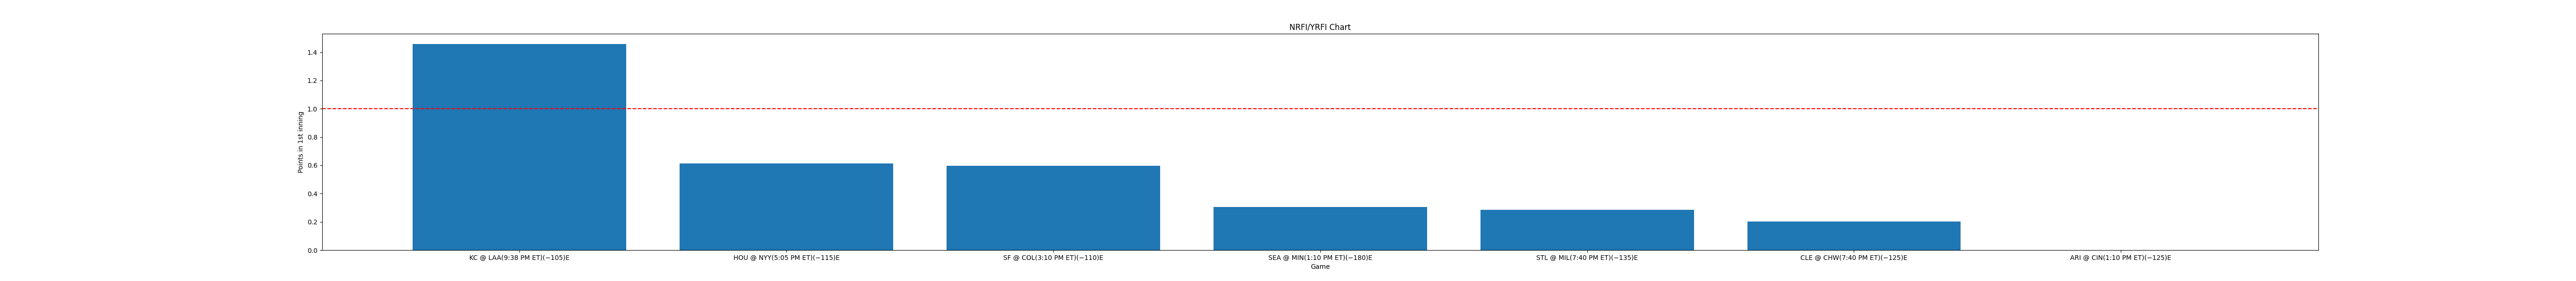 NRFI/YRFI Chart
Points in 1st inning
1.4
1.2
1.0
0.8
0.6
0.4
0.2
0.0
KC @ LAA(9:38 PM ET)(−105)E
HOU @ NYY(5:05 PM ET)(−115)E
SF @ COL(3:10 PM ET)(−110)E
SEA @ MIN(1:10 PM ET)(−180)E
STL @ MIL(7:40 PM ET)(−135)E
CLE @ CHW(7:40 PM ET)(−125)E
ARI @ CIN(1:10 PM ET)(−125)E
Game